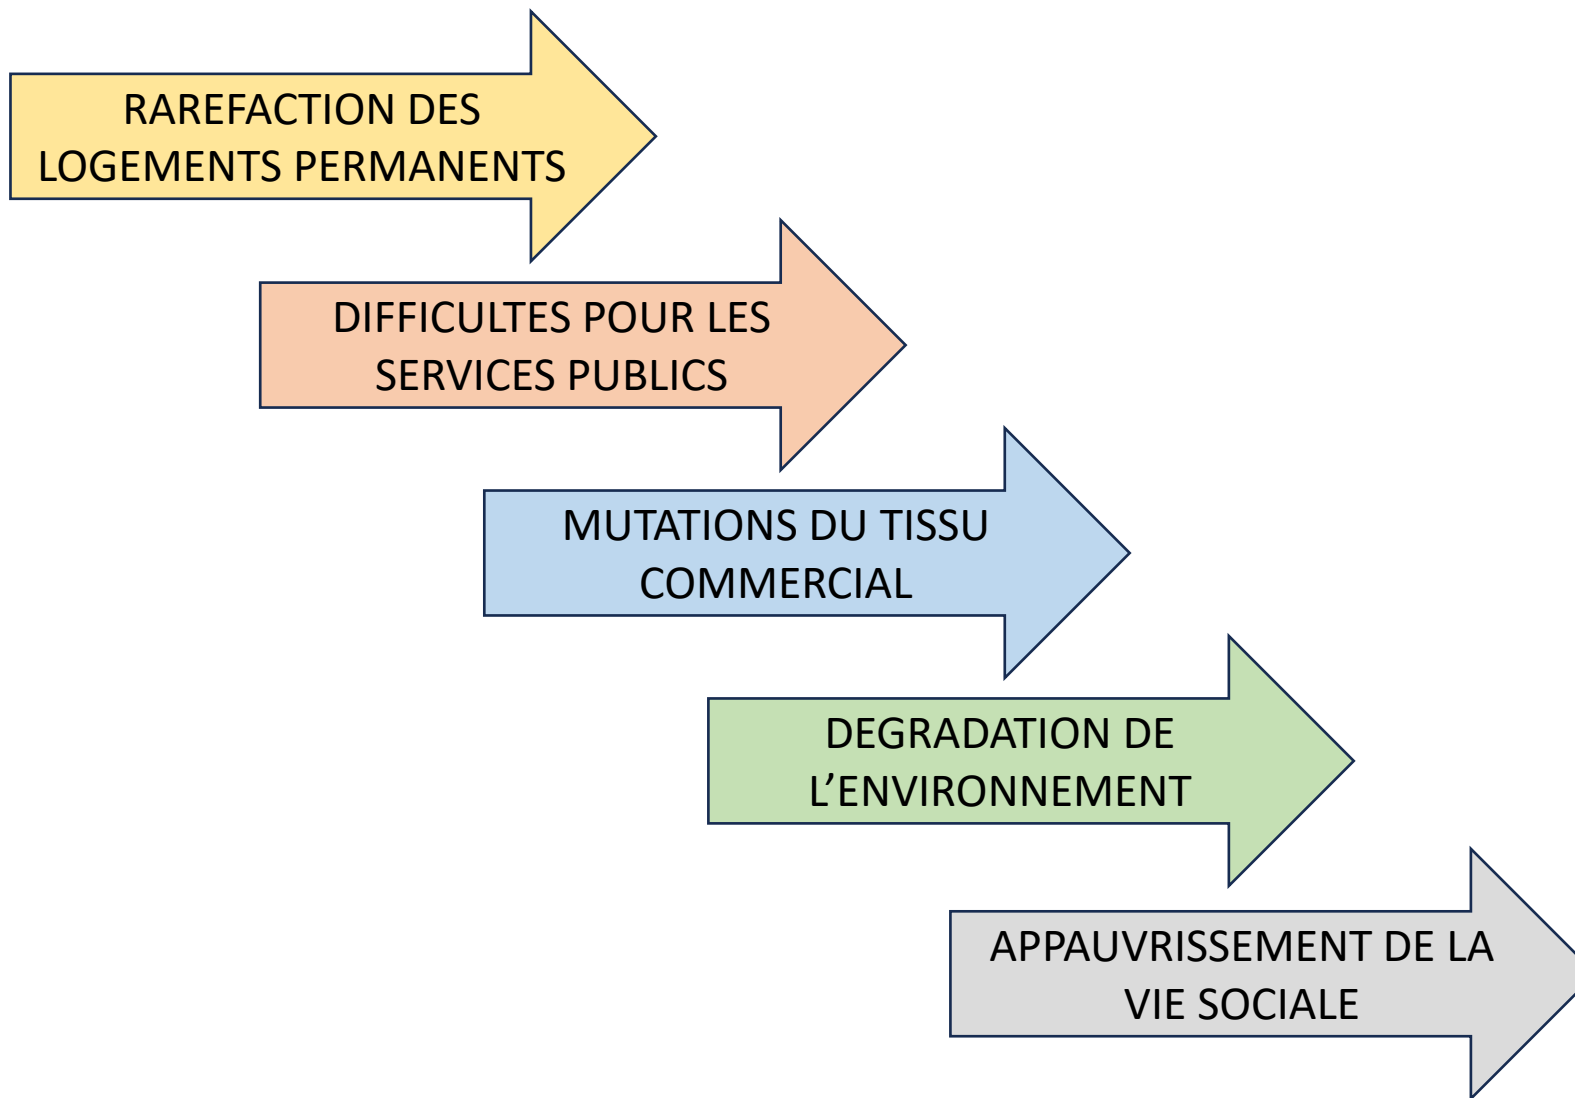 RAREFACTION DES
LOGEMENTS PERMANENTS
DIFFICULTES POUR LES
SERVICES PUBLICS
MUTATIONS DU TISSU
COMMERCIAL
DEGRADATION DE
L’ENVIRONNEMENT
APPAUVRISSEMENT DE LA
VIE SOCIALE